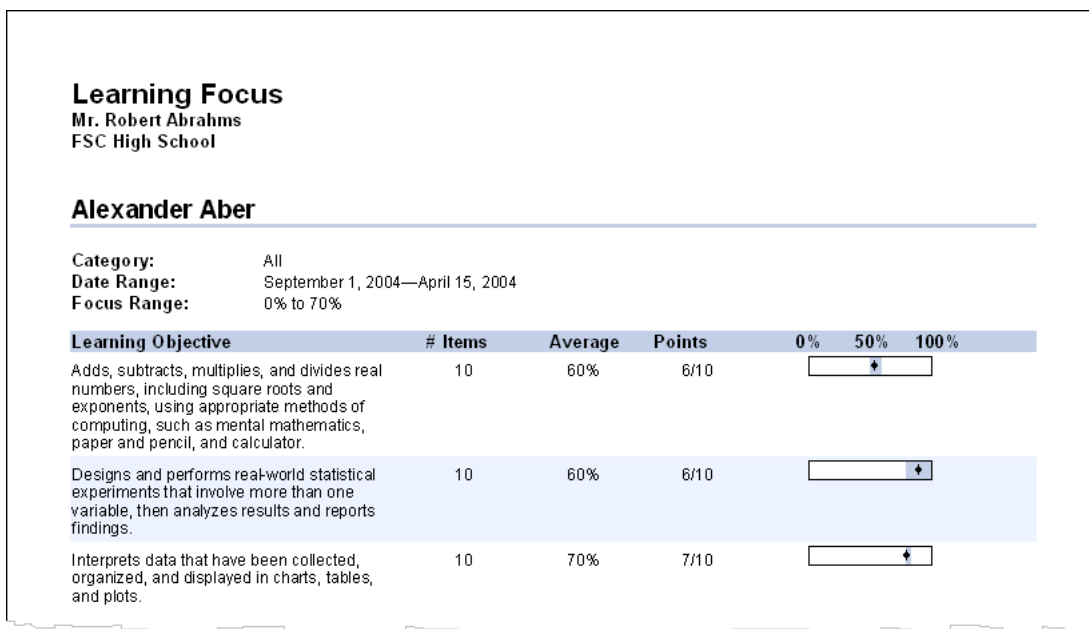 Learning Focus
Mr. Robert Abrahms
FSC High School
Alexander Aber
Category: All
Date Range: September 1, 2004—April 15, 2004
Focus Range: 0% to 70%
Learning Objective # Items Average Points 0% 50% 100%
Adds, subtracts, multiplies, and divides real 10 60% 6/10
numbers, including square roots and
exponents, using appropriate methods of
computing, such as mental mathematics,
paper and pencil, and calculator.
Designs and performs real-world statistical 10 60% 6/10
experiments that involve more than one
variable, then analyzes results and reports
findings.
Interprets data that have been collected, 10 70% 7/10
organized, and displayed in charts, tables,
and plots.